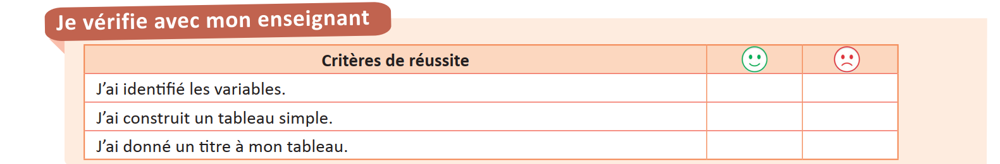 Je vérifie avec mon enseignant
Critères de réussite
J’ai identifié les variables.
J’ai construit un tableau simple.
J’ai donné un titre à mon tableau.